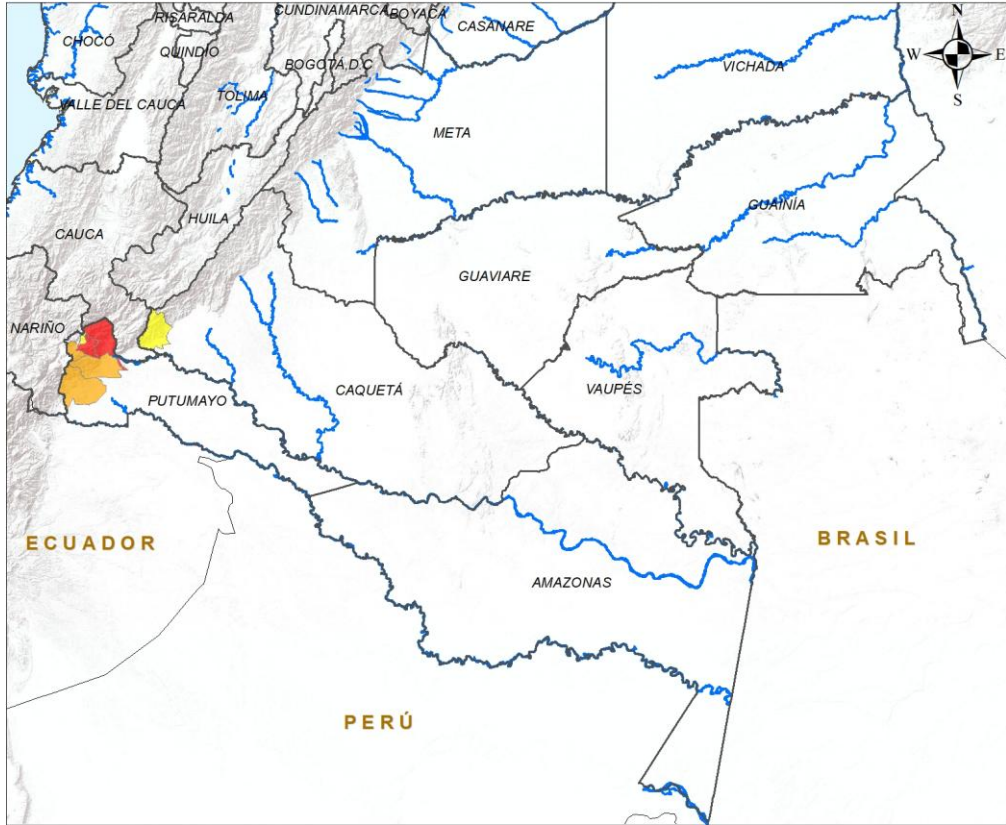 RISARALDA
CUNDINAMARCA
BOYACÁ
CASANARE
N
CHOCÓ
QUINDÍO
BOGOTÁ D.C
W
E
VICHADA
S
VALLE DEL CAUCA
TOLIMA
META
HUILA
GUAINÍA
CAUCA
GUAVIARE
NARIÑO
PUTUMAYO
CAQUETÁ
VAUPÉS
ECUADOR
BRASIL
AMAZONAS
PERÚ